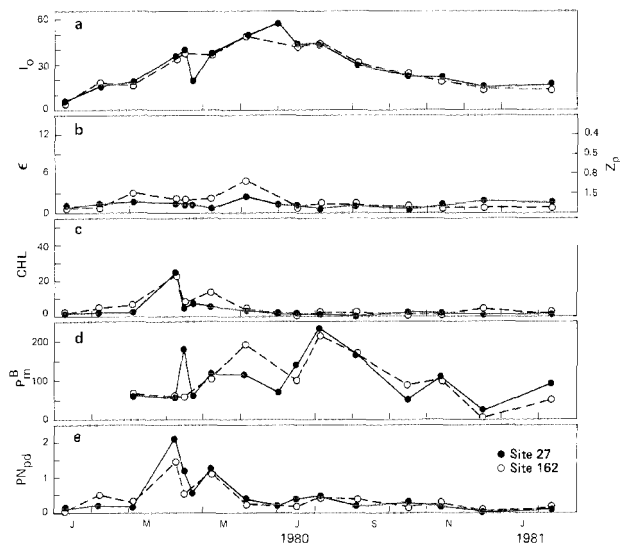 a
60
30
0
I₀
b
12
6
0
ε
0.4
0.5
0.8
1.5
Zp
c
40
20
0
CHL
d
200
100
0
P^B_m
e
2
1
0
PNpd
● Site 27
○ Site 162
J M M J S N J
1980 1981